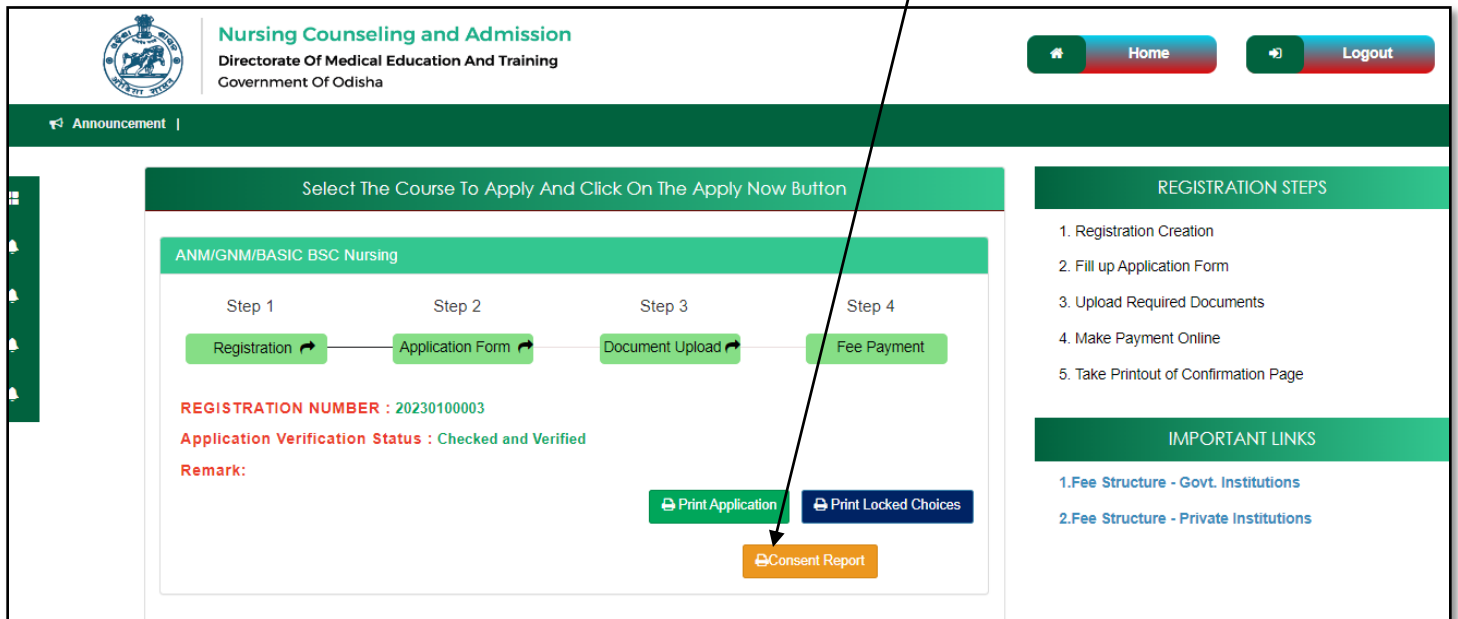 Nursing Counseling and Admission
Directorate Of Medical Education And Training
Government Of Odisha
Home
Logout
Announcement |
Select The Course To Apply And Click On The Apply Now Button
ANM/GNM/BASIC BSC Nursing
Step 1
Step 2
Step 3
Step 4
Registration
Application Form
Document Upload
Fee Payment
REGISTRATION NUMBER : 20230100003
Application Verification Status : Checked and Verified
Remark:
Print Application
Print Locked Choices
Consent Report
REGISTRATION STEPS
1. Registration Creation
2. Fill up Application Form
3. Upload Required Documents
4. Make Payment Online
5. Take Printout of Confirmation Page
IMPORTANT LINKS
1.Fee Structure - Govt. Institutions
2.Fee Structure - Private Institutions